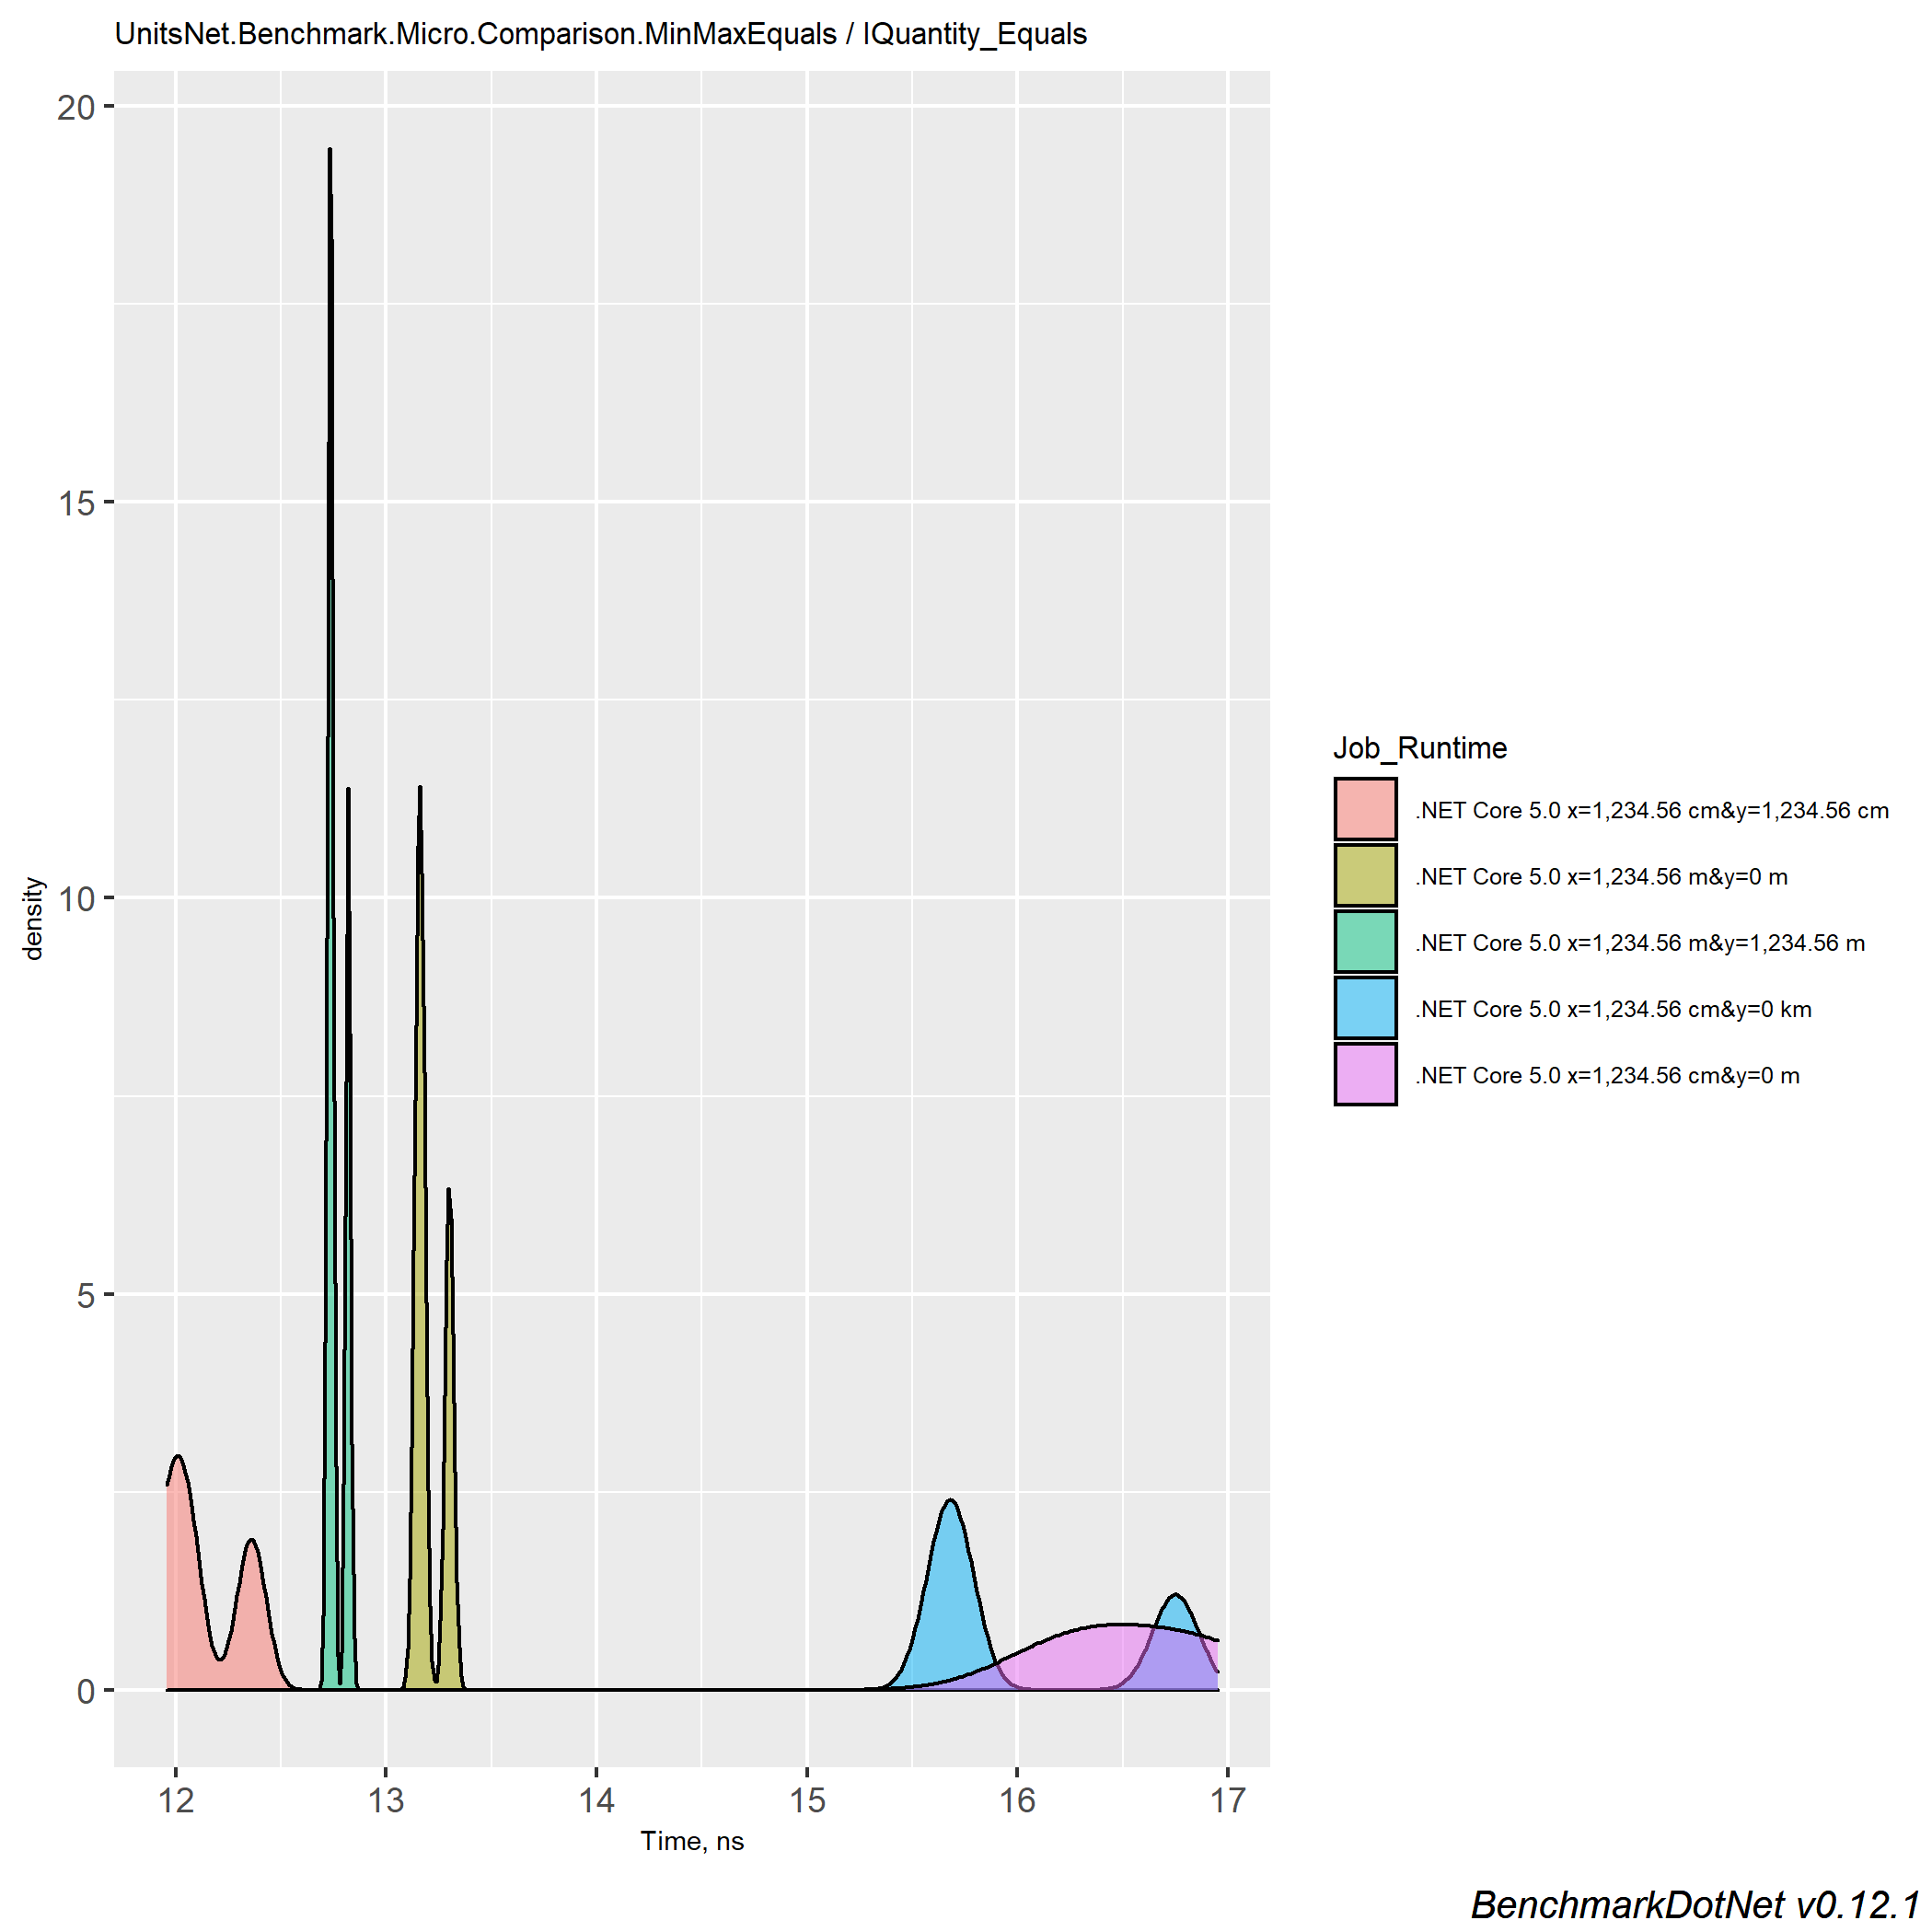 UnitsNet.Benchmark.Micro.Comparison.MinMaxEquals / IQuantity_Equals
20
15
10
5
0
density
12 13 14 15 16 17
Time, ns
Job_Runtime
.NET Core 5.0 x=1,234.56 cm&y=1,234.56 cm
.NET Core 5.0 x=1,234.56 m&y=0 m
.NET Core 5.0 x=1,234.56 m&y=1,234.56 m
.NET Core 5.0 x=1,234.56 cm&y=0 km
.NET Core 5.0 x=1,234.56 cm&y=0 m
BenchmarkDotNet v0.12.1